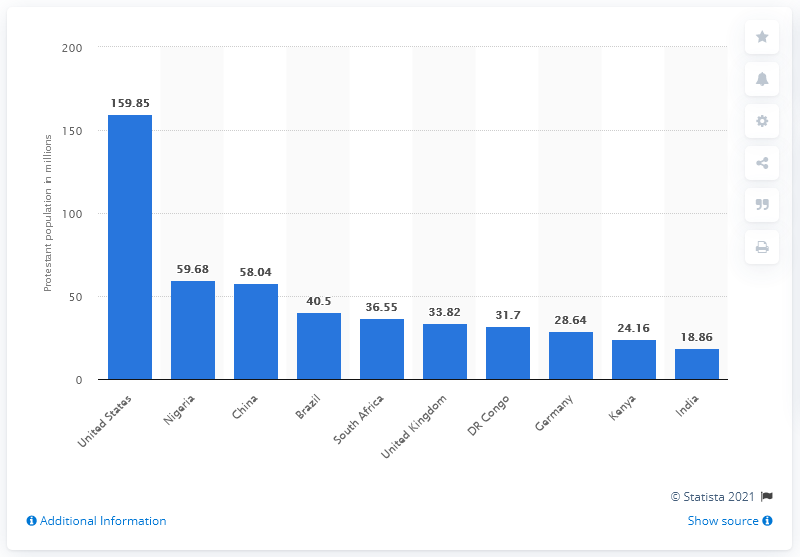 200
150
100
50
0
Protestant population in millions
159.85
59.68
58.04
40.5
36.55
33.82
31.7
28.64
24.16
18.86
United States
Nigeria
China
Brazil
South Africa
United Kingdom
DR Congo
Germany
Kenya
India
© Statista 2021
Additional Information
Show source